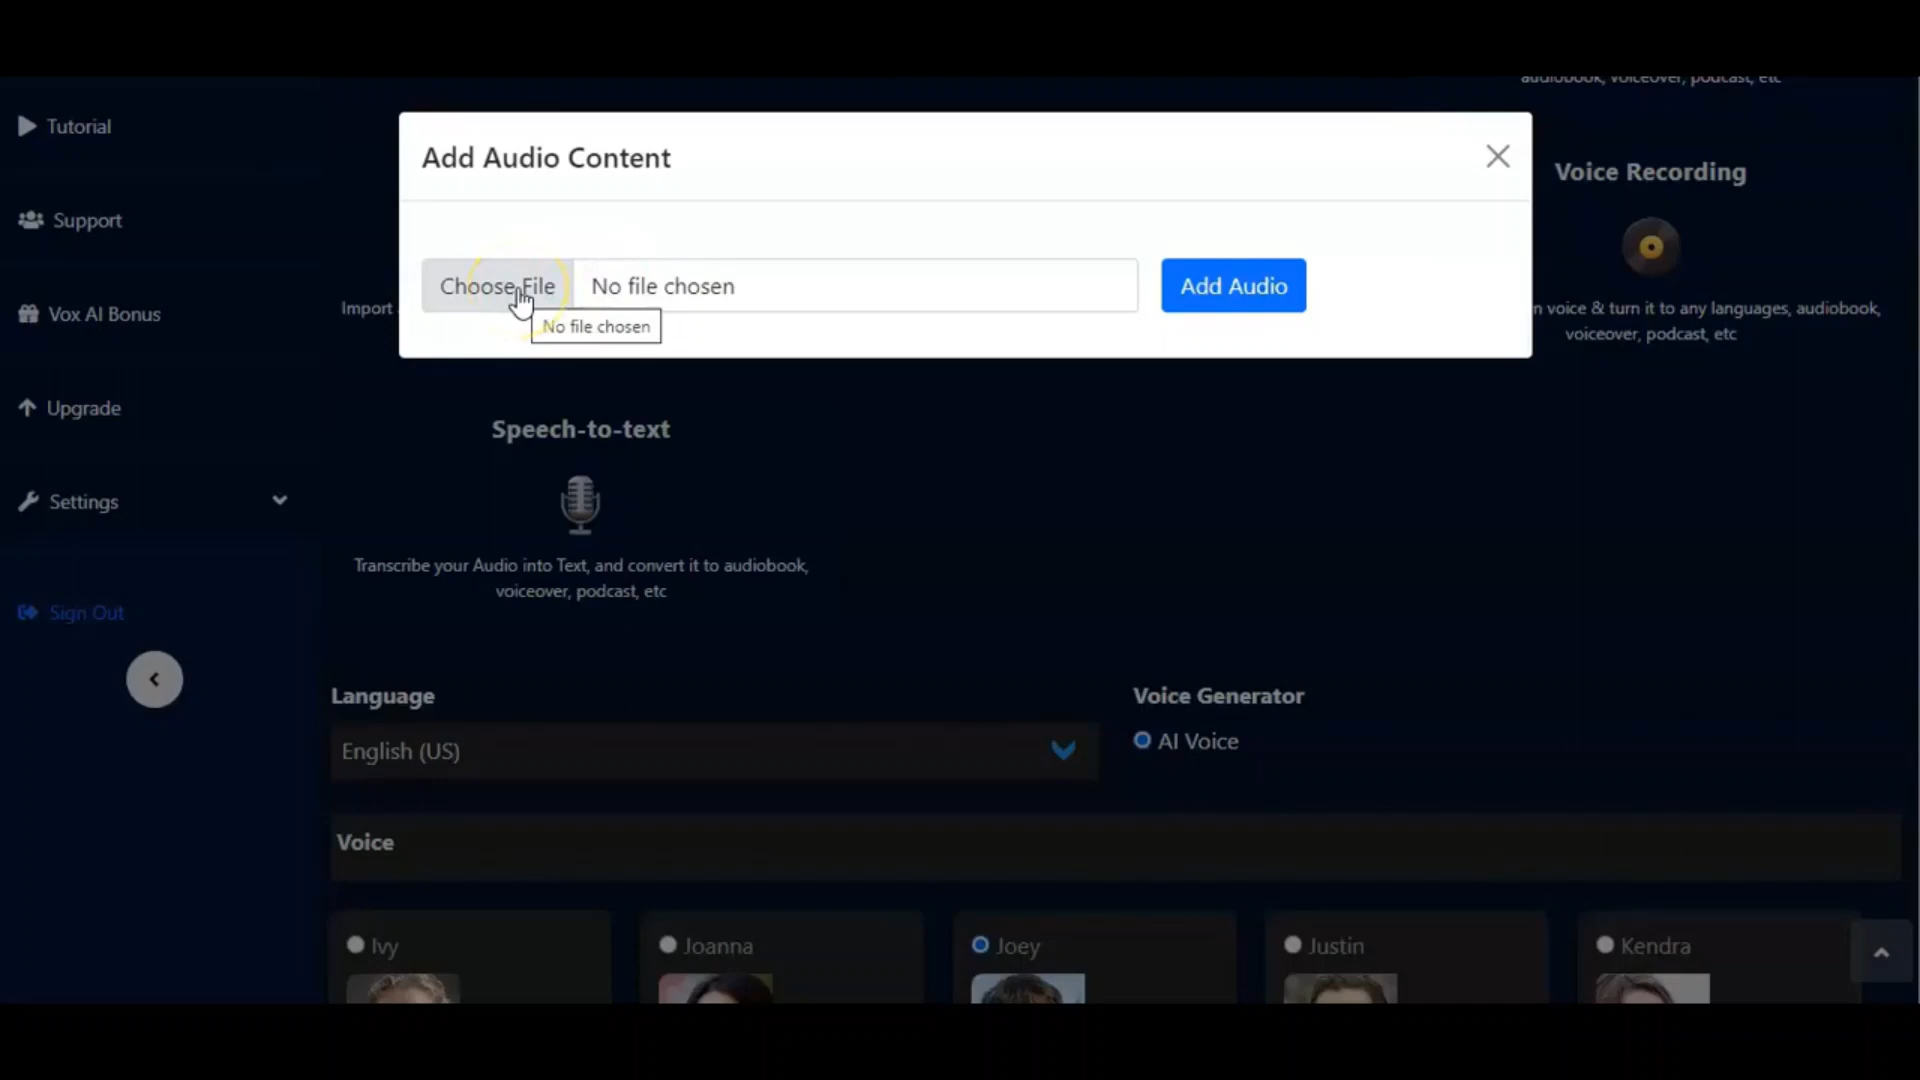 audiobook, voiceover, podcast, etc
Tutorial
Support
Vox AI Bonus
Upgrade
Settings
Sign Out
Add Audio Content
Choose File
No file chosen
Add Audio
No file chosen
Import
Voice Recording
n voice & turn it to any languages, audiobook,
voiceover, podcast, etc
Speech-to-text
Transcribe your Audio into Text, and convert it to audiobook,
voiceover, podcast, etc
Language
English (US)
Voice Generator
AI Voice
Voice
Ivy
Joanna
Joey
Justin
Kendra